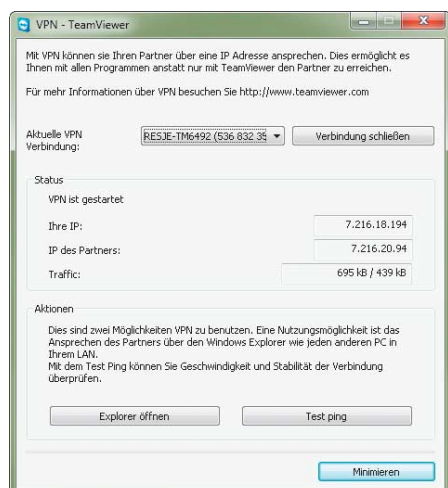 VPN - TeamViewer
Mit VPN können sie Ihren Partner über eine IP Adresse ansprechen. Dies ermöglicht es
Ihnen mit allen Programmen anstatt nur mit TeamViewer den Partner zu erreichen.
Für mehr Informationen über VPN besuchen Sie http://www.teamviewer.com
Aktuelle VPN
Verbindung:
RESJE-TM6492 (536 832 35
Verbindung schließen
Status
VPN ist gestartet
Ihre IP:
7.216.18.194
IP des Partners:
7.216.20.94
Traffic:
695 kB / 439 kB
Aktionen
Dies sind zwei Möglichkeiten VPN zu benutzen. Eine Nutzungsmöglichkeit ist das
Ansprechen des Partners über den Windows Explorer wie jeden anderen PC in
Ihrem LAN.
Mit dem Test Ping können Sie Geschwindigkeit und Stabilität der Verbindung
überprüfen.
Explorer öffnen
Test ping
Minimieren